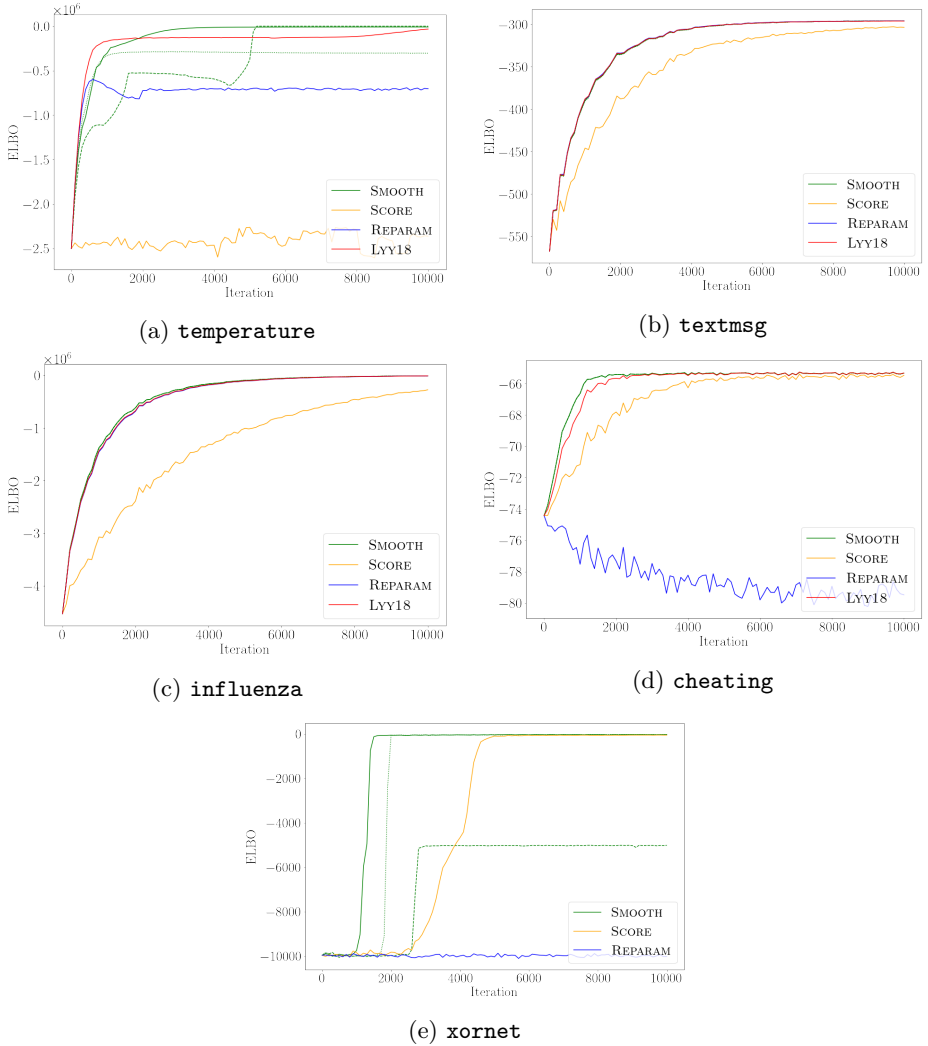 ×10⁶
0.0
−0.5
−1.0
−1.5
−2.0
−2.5
ELBO
0 2000 4000 6000 8000 10000
Iteration
SMOOTH
SCORE
REPARAM
LYY18
(a) temperature
−300
−350
−400
−450
−500
−550
ELBO
0 2000 4000 6000 8000 10000
Iteration
SMOOTH
SCORE
REPARAM
LYY18
(b) textmsg
×10⁶
0
−1
−2
−3
−4
ELBO
0 2000 4000 6000 8000 10000
Iteration
SMOOTH
SCORE
REPARAM
LYY18
(c) influenza
−66
−68
−70
−72
−74
−76
−78
−80
ELBO
0 2000 4000 6000 8000 10000
Iteration
SMOOTH
SCORE
REPARAM
LYY18
(d) cheating
0
−2000
−4000
−6000
−8000
−10000
ELBO
0 2000 4000 6000 8000 10000
Iteration
SMOOTH
SCORE
REPARAM
(e) xornet